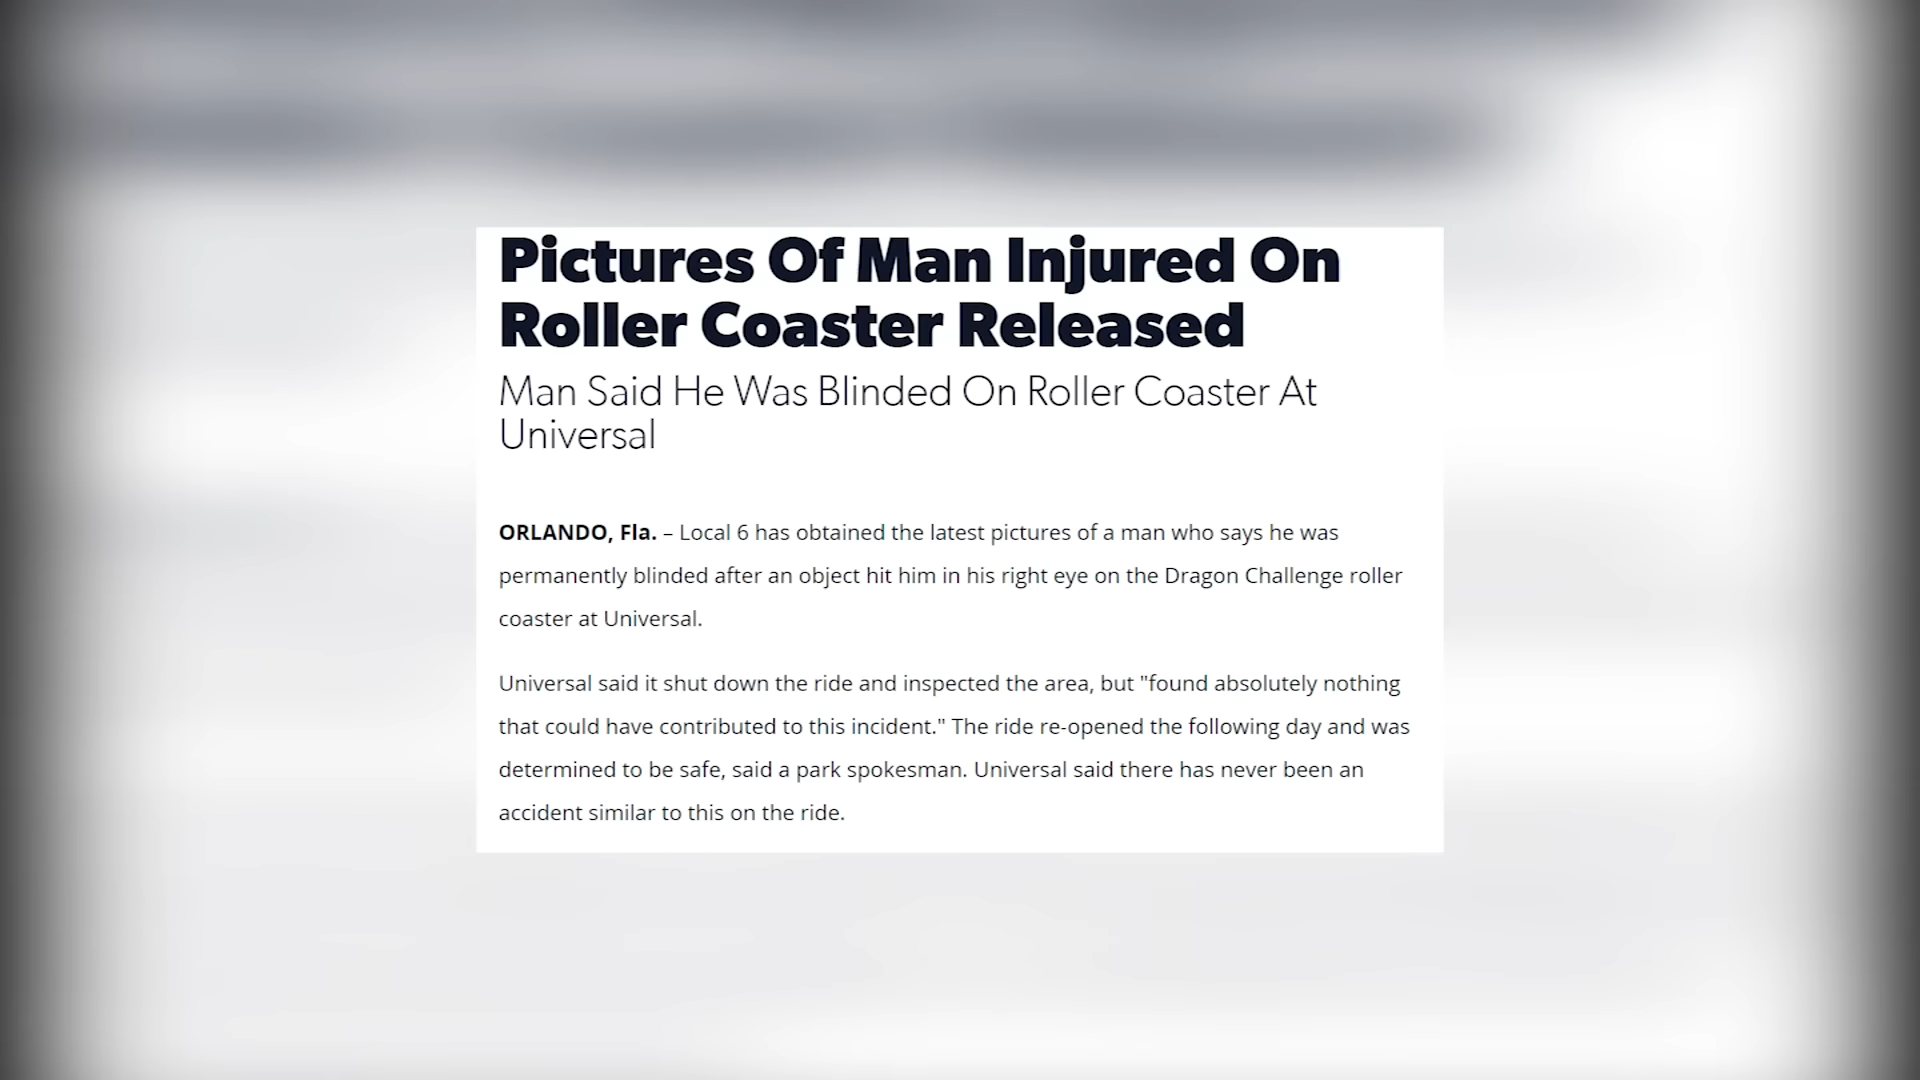 Pictures Of Man Injured On
Roller Coaster Released
Man Said He Was Blinded On Roller Coaster At
Universal
ORLANDO, Fla. – Local 6 has obtained the latest pictures of a man who says he was
permanently blinded after an object hit him in his right eye on the Dragon Challenge roller
coaster at Universal.
Universal said it shut down the ride and inspected the area, but "found absolutely nothing
that could have contributed to this incident." The ride re-opened the following day and was
determined to be safe, said a park spokesman. Universal said there has never been an
accident similar to this on the ride.